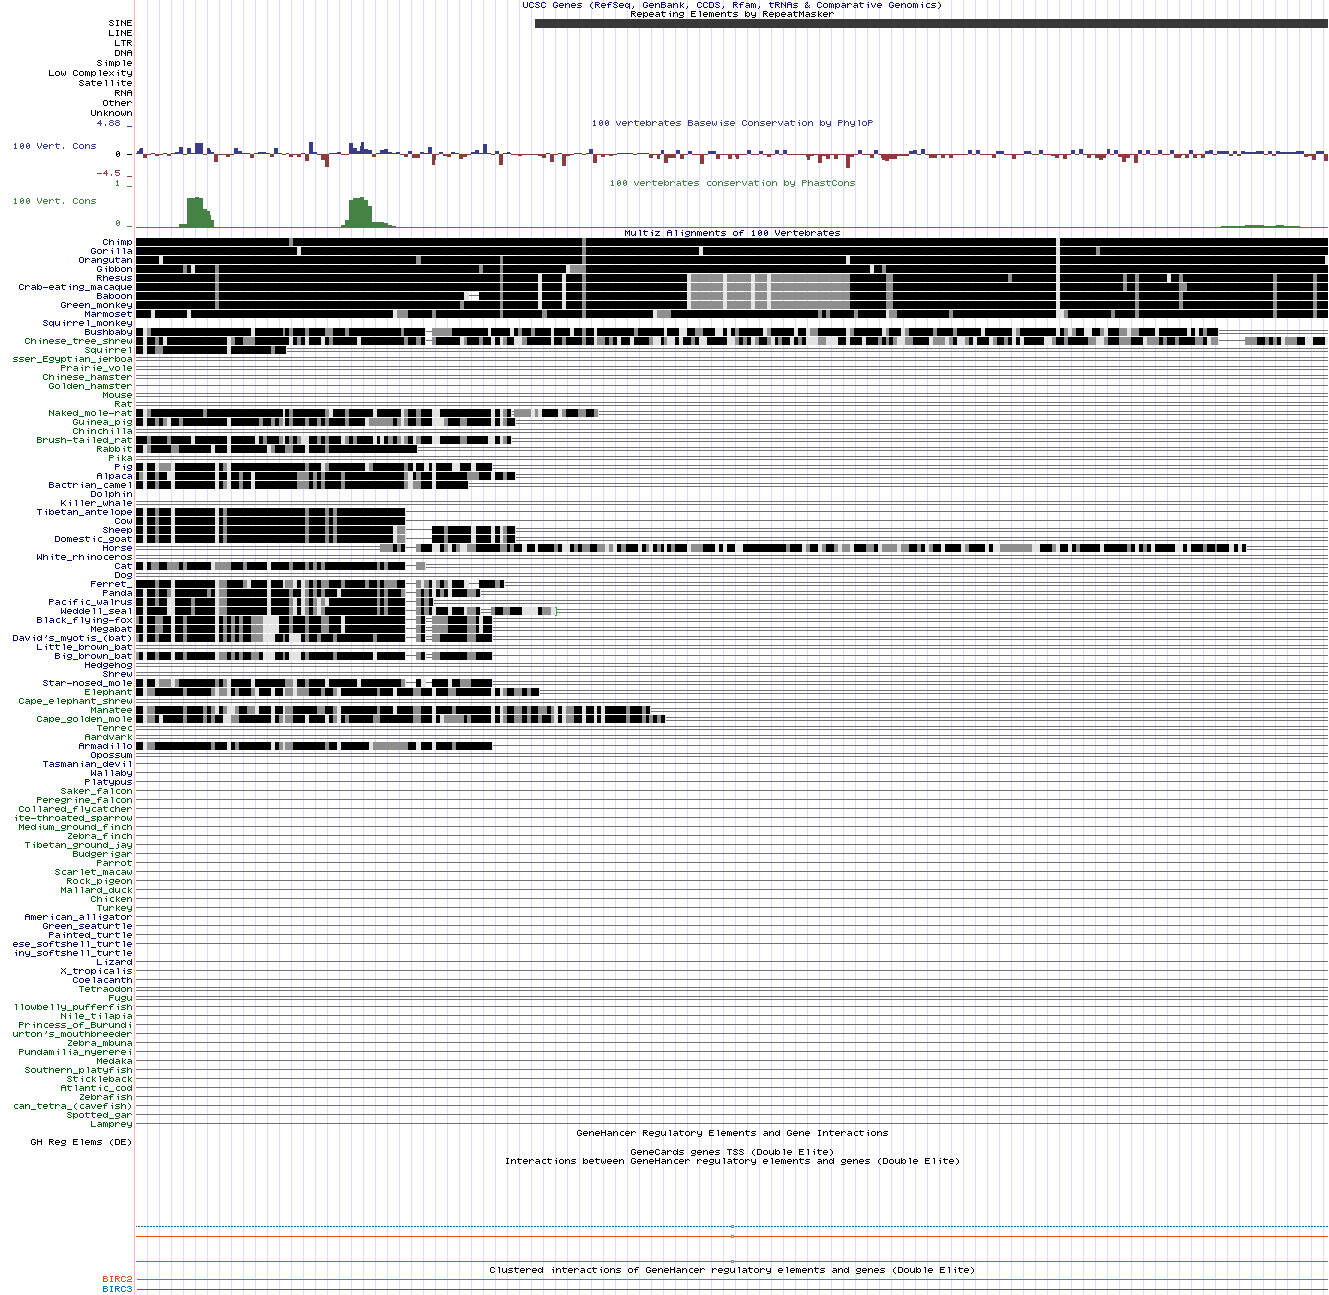 UCSC Genes (RefSeq, GenBank, CCDS, Rfam, tRNAs & Comparative Genomics)
Repeating Elements by RepeatMasker
SINE
LINE
LTR
DNA
Simple
Low Complexity
Satellite
RNA
Other
Unknown
4.88 _
100 vertebrates Basewise Conservation by PhyloP
100 Vert. Cons
0 _
-4.5 _
1 _
100 vertebrates conservation by PhastCons
100 Vert. Cons
0 _
Multiz Alignments of 100 Vertebrates
Chimp
Gorilla
Orangutan
Gibbon
Rhesus
Crab-eating_macaque
Baboon
Green_monkey
Marmoset
Squirrel_monkey
Bushbaby
Chinese_tree_shrew
Squirrel
sser_Egyptian_jerboa
Prairie_vole
Chinese_hamster
Golden_hamster
Mouse
Rat
Naked_mole-rat
Guinea_pig
Chinchilla
Brush-tailed_rat
Rabbit
Pika
Pig
Alpaca
Bactrian_camel
Dolphin
Killer_whale
Tibetan_antelope
Cow
Sheep
Domestic_goat
Horse
White_rhinoceros
Cat
Dog
Ferret_
Panda
Pacific_walrus
Weddell_seal
Black_flying-fox
Megabat
David's_myotis_(bat)
Little_brown_bat
Big_brown_bat
Hedgehog
Shrew
Star-nosed_mole
Elephant
Cape_elephant_shrew
Manatee
Cape_golden_mole
Tenrec
Aardvark
Armadillo
Opossum
Tasmanian_devil
Wallaby
Platypus
Saker_falcon
Peregrine_falcon
Collared_flycatcher
ite-throated_sparrow
Medium_ground_finch
Zebra_finch
Tibetan_ground_jay
Budgerigar
Parrot
Scarlet_macaw
Rock_pigeon
Mallard_duck
Chicken
Turkey
American_alligator
Green_seaturtle
Painted_turtle
ese_softshell_turtle
iny_softshell_turtle
Lizard
X_tropicalis
Coelacanth
Tetraodon
Fugu
llowbelly_pufferfish
Nile_tilapia
Princess_of_Burundi
urton's_mouthbreeder
Zebra_mbuna
Pundamilia_nyererei
Medaka
Southern_platyfish
Stickleback
Atlantic_cod
Zebrafish
can_tetra_(cavefish)
Spotted_gar
Lamprey
GeneHancer Regulatory Elements and Gene Interactions
GH Reg Elems (DE)
GeneCards genes TSS (Double Elite)
Interactions between GeneHancer regulatory elements and genes (Double Elite)
Clustered interactions of GeneHancer regulatory elements and genes (Double Elite)
BIRC2
BIRC3